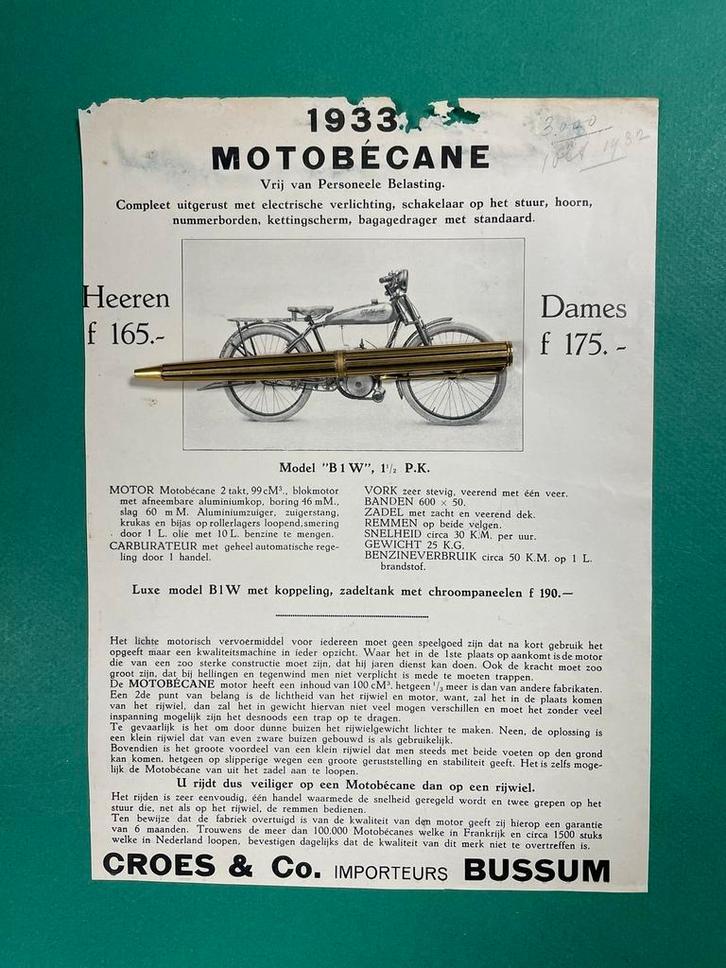 1933
MOTOBÉCANE
Vrij van Personeele Belasting.
Compleet uitgerust met electrische verlichting, schakelaar op het stuur, hoorn,
nummerborden, kettingscherm, bagagedrager met standaard.
3.000
1932
Heeren
f 165.-
Dames
f 175. -
Model "B 1 W", 1 1/2 P.K.
MOTOR Motobécane 2 takt, 99 cM³., blokmotor
met afneembare aluminiumkop, boring 46 mM.,
slag 60 mM. Aluminiumzuiger, zuigerstang,
krukas en bijas op rollerlagers loopend, smering
door 1 L. olie met 10 L. benzine te mengen.
CARBURATEUR met geheel automatische rege-
ling door 1 handel.
VORK zeer stevig, veerend met één veer.
BANDEN 600 × 50.
ZADEL met zacht en veerend dek.
REMMEN op beide velgen.
SNELHEID circa 30 K.M. per uur.
GEWICHT 25 K.G.
BENZINEVERBRUIK circa 50 K.M. op 1 L.
brandstof.
Luxe model B1W met koppeling, zadeltank met chroompaneelen f 190.—
Het lichte motorisch vervoermiddel voor iedereen moet geen speelgoed zijn dat na kort gebruik het
opgeeft maar een kwaliteitsmachine in ieder opzicht. Waar het in de 1ste plaats op aankomt is de motor
die van een zoo sterke constructie moet zijn, dat hij jaren dienst kan doen. Ook de kracht moet zoo
groot zijn, dat bij hellingen en tegenwind men niet verplicht is mede te moeten trappen.
De MOTOBÉCANE motor heeft een inhoud van 100 cM³. hetgeen 1/3 meer is dan van andere fabrikaten.
Een 2de punt van belang is de lichtheid van het rijwiel en motor, want, zal het in de plaats komen
van het rijwiel, dan zal het in gewicht hiervan niet veel mogen verschillen en moet het zonder veel
inspanning mogelijk zijn het desnoods een trap op te dragen.
Te gevaarlijk is het om door dunne buizen het rijwielgewicht lichter te maken. Neen, de oplossing is
een klein rijwiel dat van even zware buizen gebouwd is als gebruikelijk.
Bovendien is het groote voordeel van een klein rijwiel dat men steeds met beide voeten op den grond
kan komen, hetgeen op slipperige wegen een groote geruststelling en stabiliteit geeft. Het is zelfs moge-
lijk de Motobécane van uit het zadel aan te loopen.
U rijdt dus veiliger op een Motobécane dan op een rijwiel.
Het rijden is zeer eenvoudig, één handel waarmede de snelheid geregeld wordt en twee grepen op het
stuur die, net als op het rijwiel, de remmen bedienen.
Ten bewijze dat de fabriek overtuigd is van de kwaliteit van den motor geeft zij hierop een garantie
van 6 maanden. Trouwens de meer dan 100.000 Motobécanes welke in Frankrijk en circa 1500 stuks
welke in Nederland loopen, bevestigen dagelijks dat de kwaliteit van dit merk niet te overtreffen is.
CROES & Co. IMPORTEURS BUSSUM